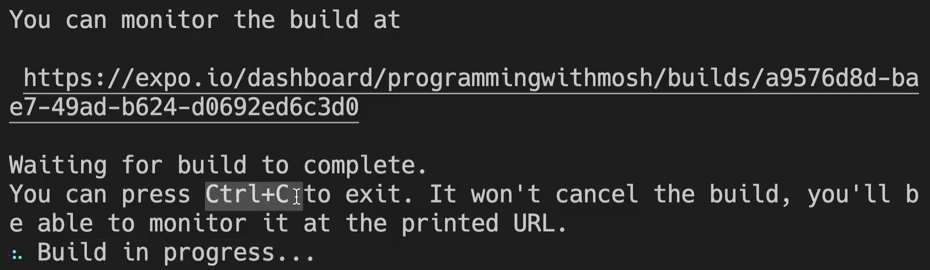 You can monitor the build at
https://expo.io/dashboard/programmingwithmosh/builds/a9576d8d-ba
e7-49ad-b624-d0692ed6c3d0
Waiting for build to complete.
You can press Ctrl+C to exit. It won't cancel the build, you'll b
e able to monitor it at the printed URL.
Build in progress...